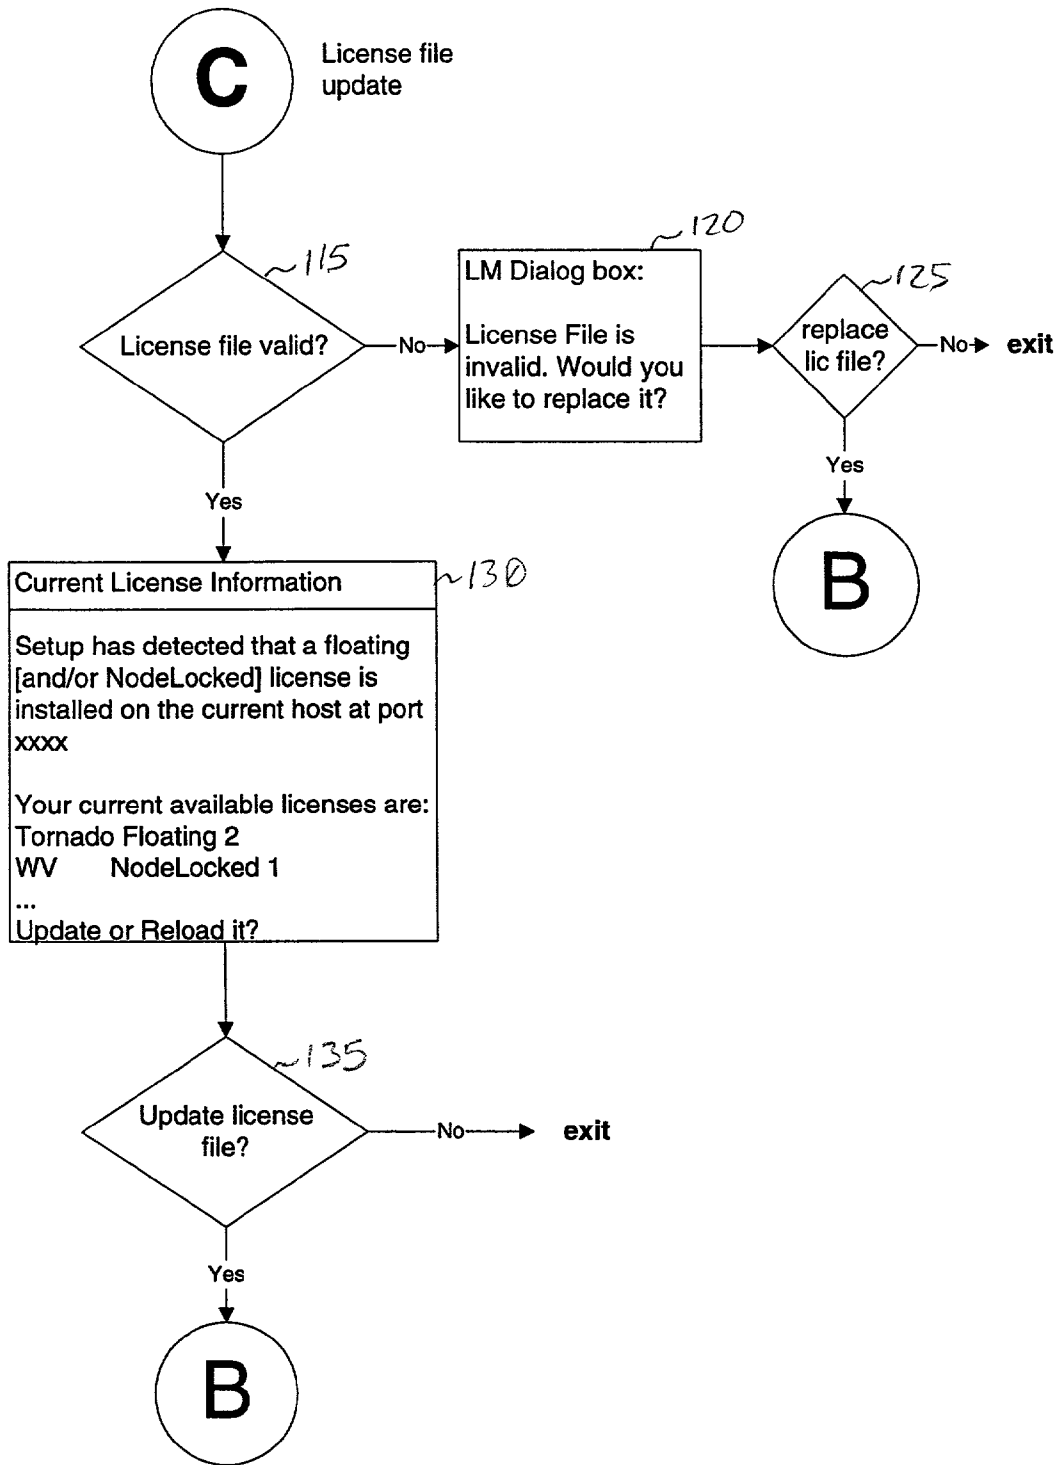 C
License file
update
115
License file valid?
No
120
LM Dialog box:
License File is
invalid. Would you
like to replace it?
125
replace
lic file?
No
exit
Yes
B
Yes
130
Current License Information
Setup has detected that a floating
[and/or NodeLocked] license is
installed on the current host at port
xxxx
Your current available licenses are:
Tornado Floating 2
WV NodeLocked 1
...
Update or Reload it?
135
Update license
file?
No
exit
Yes
B